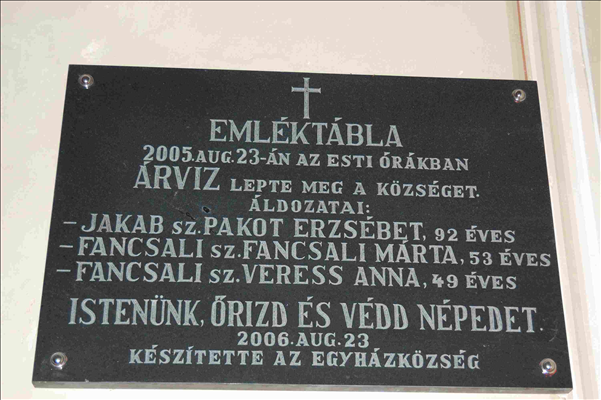 EMLÉKTÁBLA
2005.AUG.23-ÁN AZ ESTI ÓRÁKBAN
ÁRVIZ LEPTE MEG A KÖZSÉGET.
ÁLDOZATAI:
-JAKAB SZ.PAKOT ERZSÉBET, 92 ÉVES
-FANCSALI SZ.FANCSALI MÁRTA, 53 ÉVES
-FANCSALI SZ.VERESS ANNA, 49 ÉVES
ISTENÜNK, ŐRIZD ÉS VÉDD NÉPEDET.
2006.AUG.23
KÉSZÍTETTE AZ EGYHÁZKÖZSÉG